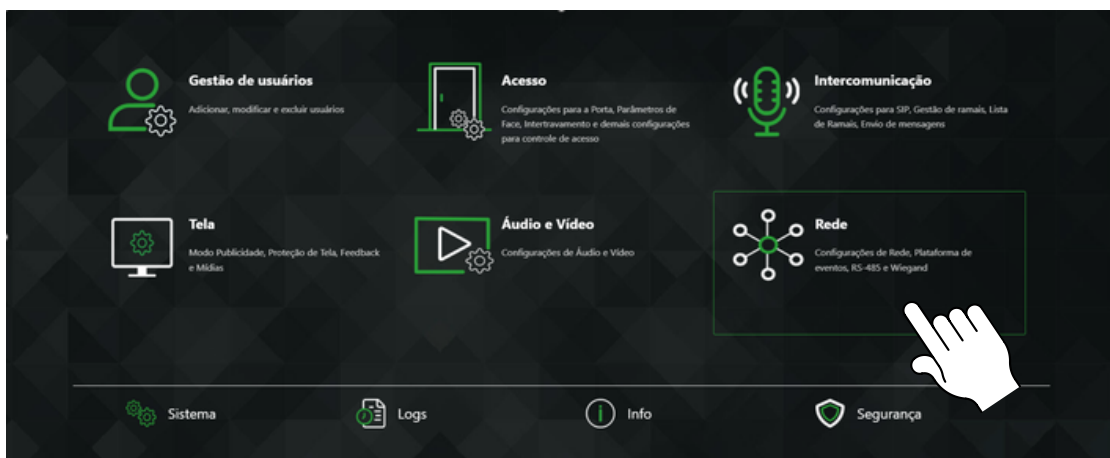 Gestão de usuários
Adicionar, modificar e excluir usuários
Acesso
Configurações para a Porta, Parâmetros de
Face, Intertravamento e demais configurações
para controle de acesso
Intercomunicação
Configurações para SIP, Gestão de ramais, Lista
de Ramais, Envio de mensagens
Tela
Modo Publicidade, Proteção de Tela, Feedback
e Mídias
Áudio e Vídeo
Configurações de Áudio e Vídeo
Rede
Configurações de Rede, Plataforma de
eventos, RS-485 e Wiegand
Sistema
Logs
Info
Segurança